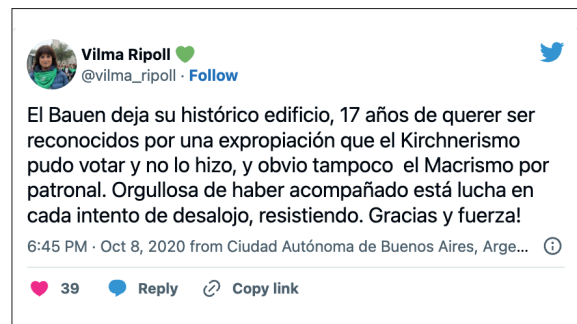 Vilma Ripoll 💚
@vilma_ripoll · Follow
El Bauen deja su histórico edificio, 17 años de querer ser
reconocidos por una expropiación que el Kirchnerismo
pudo votar y no lo hizo, y obvio tampoco  el Macrismo por
patronal. Orgullosa de haber acompañado está lucha en
cada intento de desalojo, resistiendo. Gracias y fuerza!
6:45 PM · Oct 8, 2020 from Ciudad Autónoma de Buenos Aires, Arge...
39 Reply Copy link